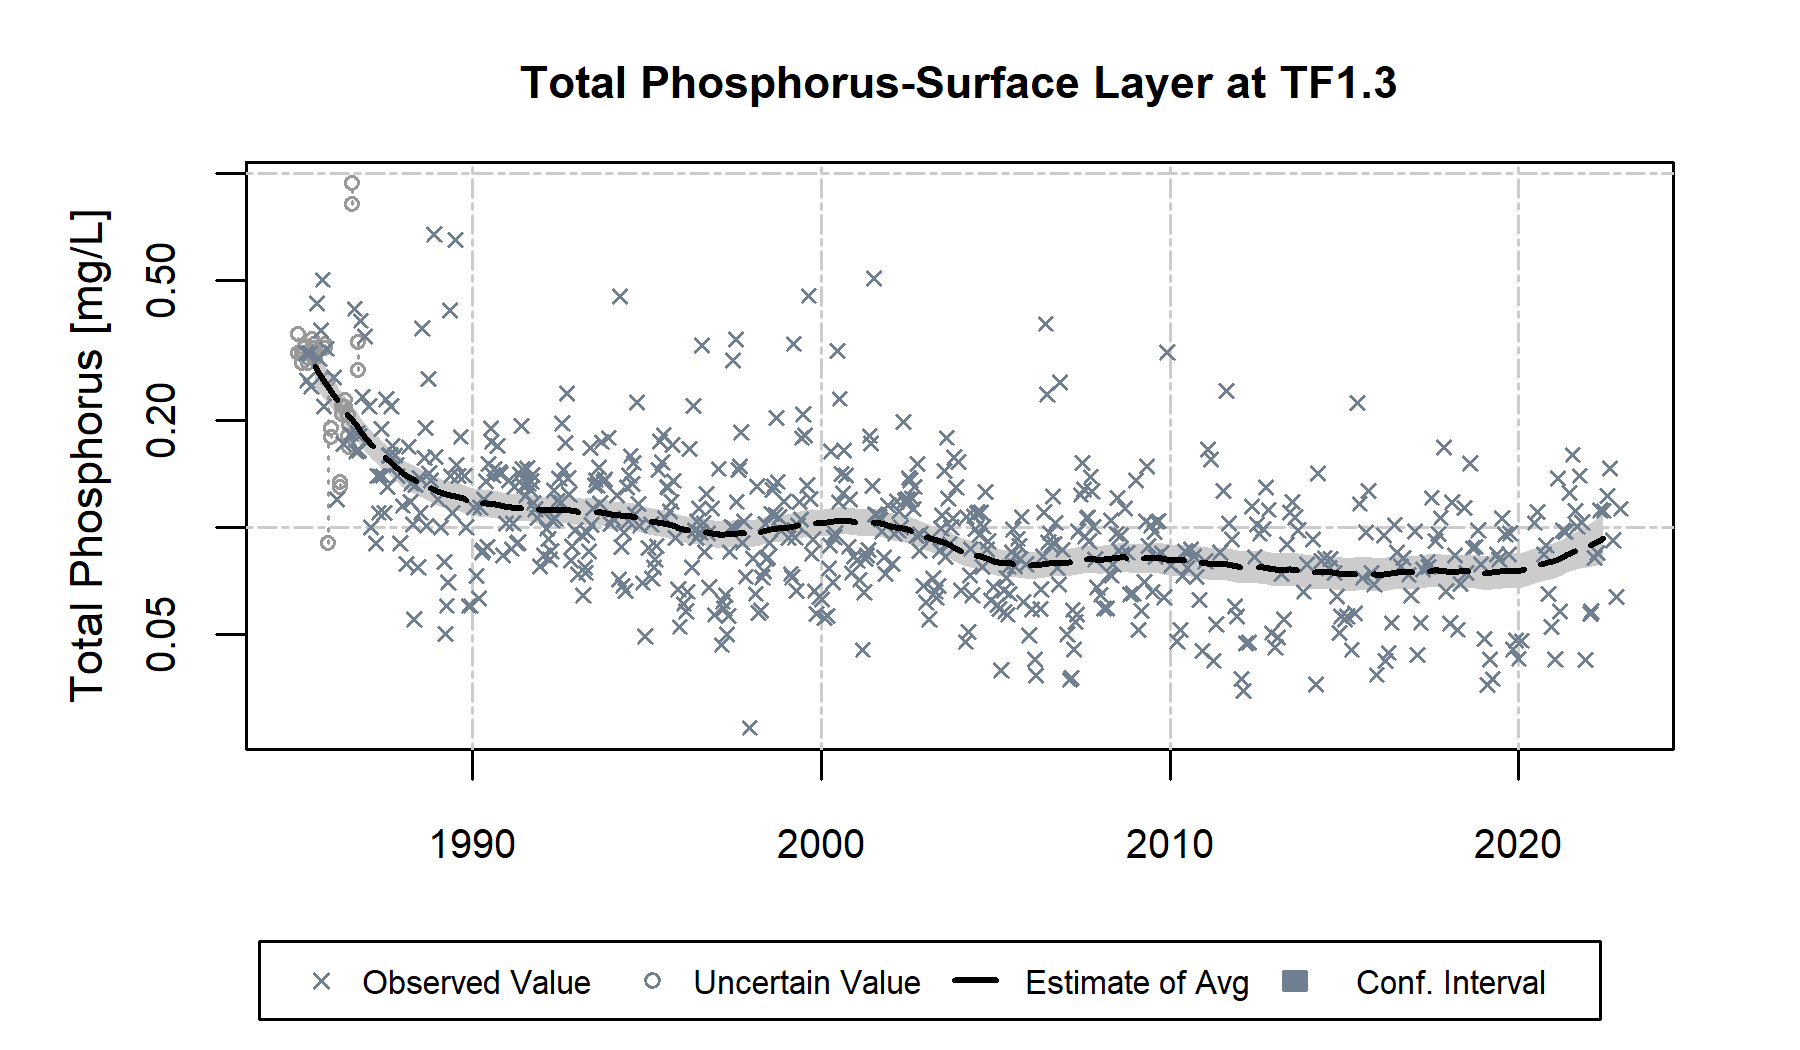 Total Phosphorus-Surface Layer at TF1.3
Total Phosphorus [mg/L]
0.50
0.20
0.05
1990 2000 2010 2020
Observed Value Uncertain Value Estimate of Avg Conf. Interval